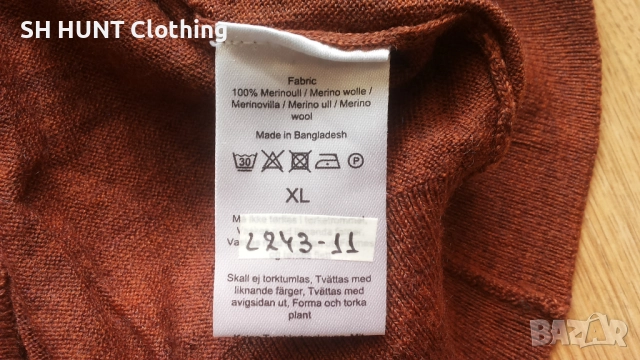 SH HUNT Clothing
Fabric
100% Merinoull / Merino wolle /
Merinovilla / Merino ull / Merino
wool
Made in Bangladesh
30 P
XL
2243-11
Skall ej torktumlas, Tvättas med
liknande färger, Tvättas med
avigsidan ut, Forma och torka
plant
BAZAR